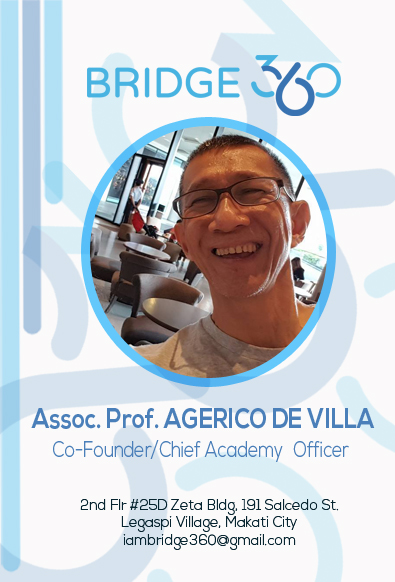 BRIDGE 360
Assoc. Prof. AGERICO DE VILLA
Co-Founder/Chief Academy Officer
2nd Flr #25D Zeta Bldg, 191 Salcedo St.
Legaspi Village, Makati City
iambridge360@gmail.com